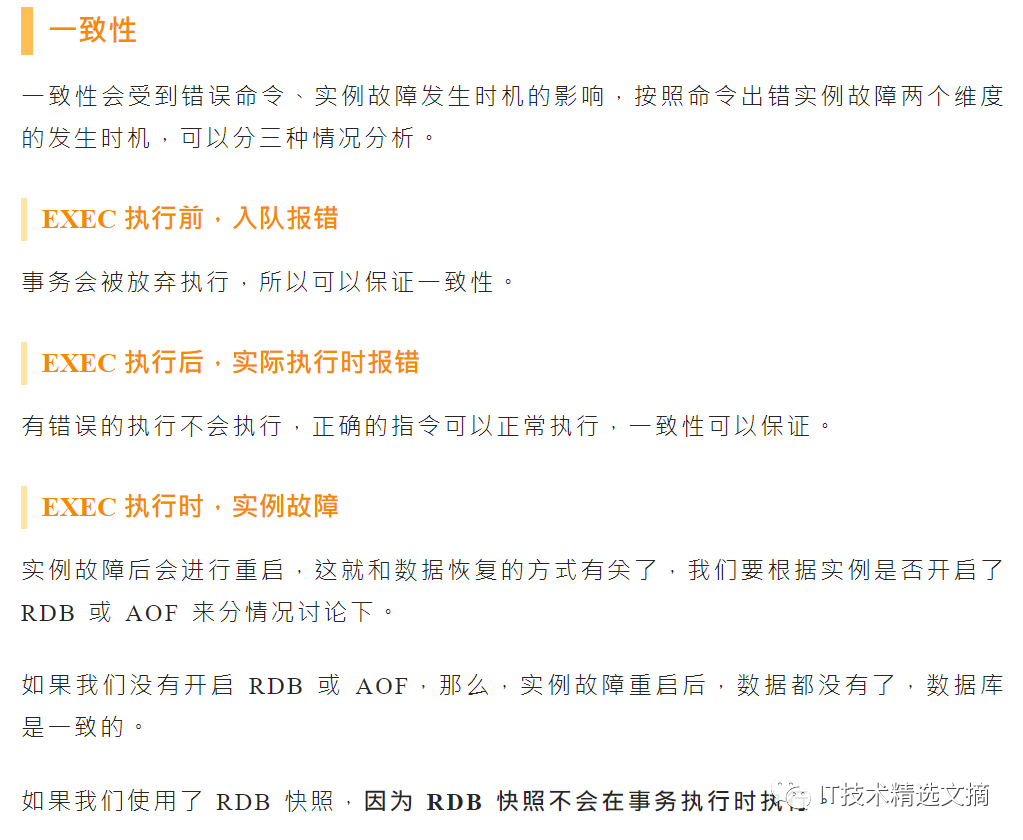 一致性
一致性会受到错误命令、实例故障发生时机的影响，按照命令出错实例故障两个维度
的发生时机，可以分三种情况分析。
EXEC 执行前，入队报错
事务会被放弃执行，所以可以保证一致性。
EXEC 执行后，实际执行时报错
有错误的执行不会执行，正确的指令可以正常执行，一致性可以保证。
EXEC 执行时，实例故障
实例故障后会进行重启，这就和数据恢复的方式有关了，我们要根据实例是否开启了
RDB 或 AOF 来分情况讨论下。
如果我们没有开启 RDB 或 AOF，那么，实例故障重启后，数据都没有了，数据库
是一致的。
如果我们使用了 RDB 快照，因为 RDB 快照不会在事务执行时执行。
IT技术精选文摘